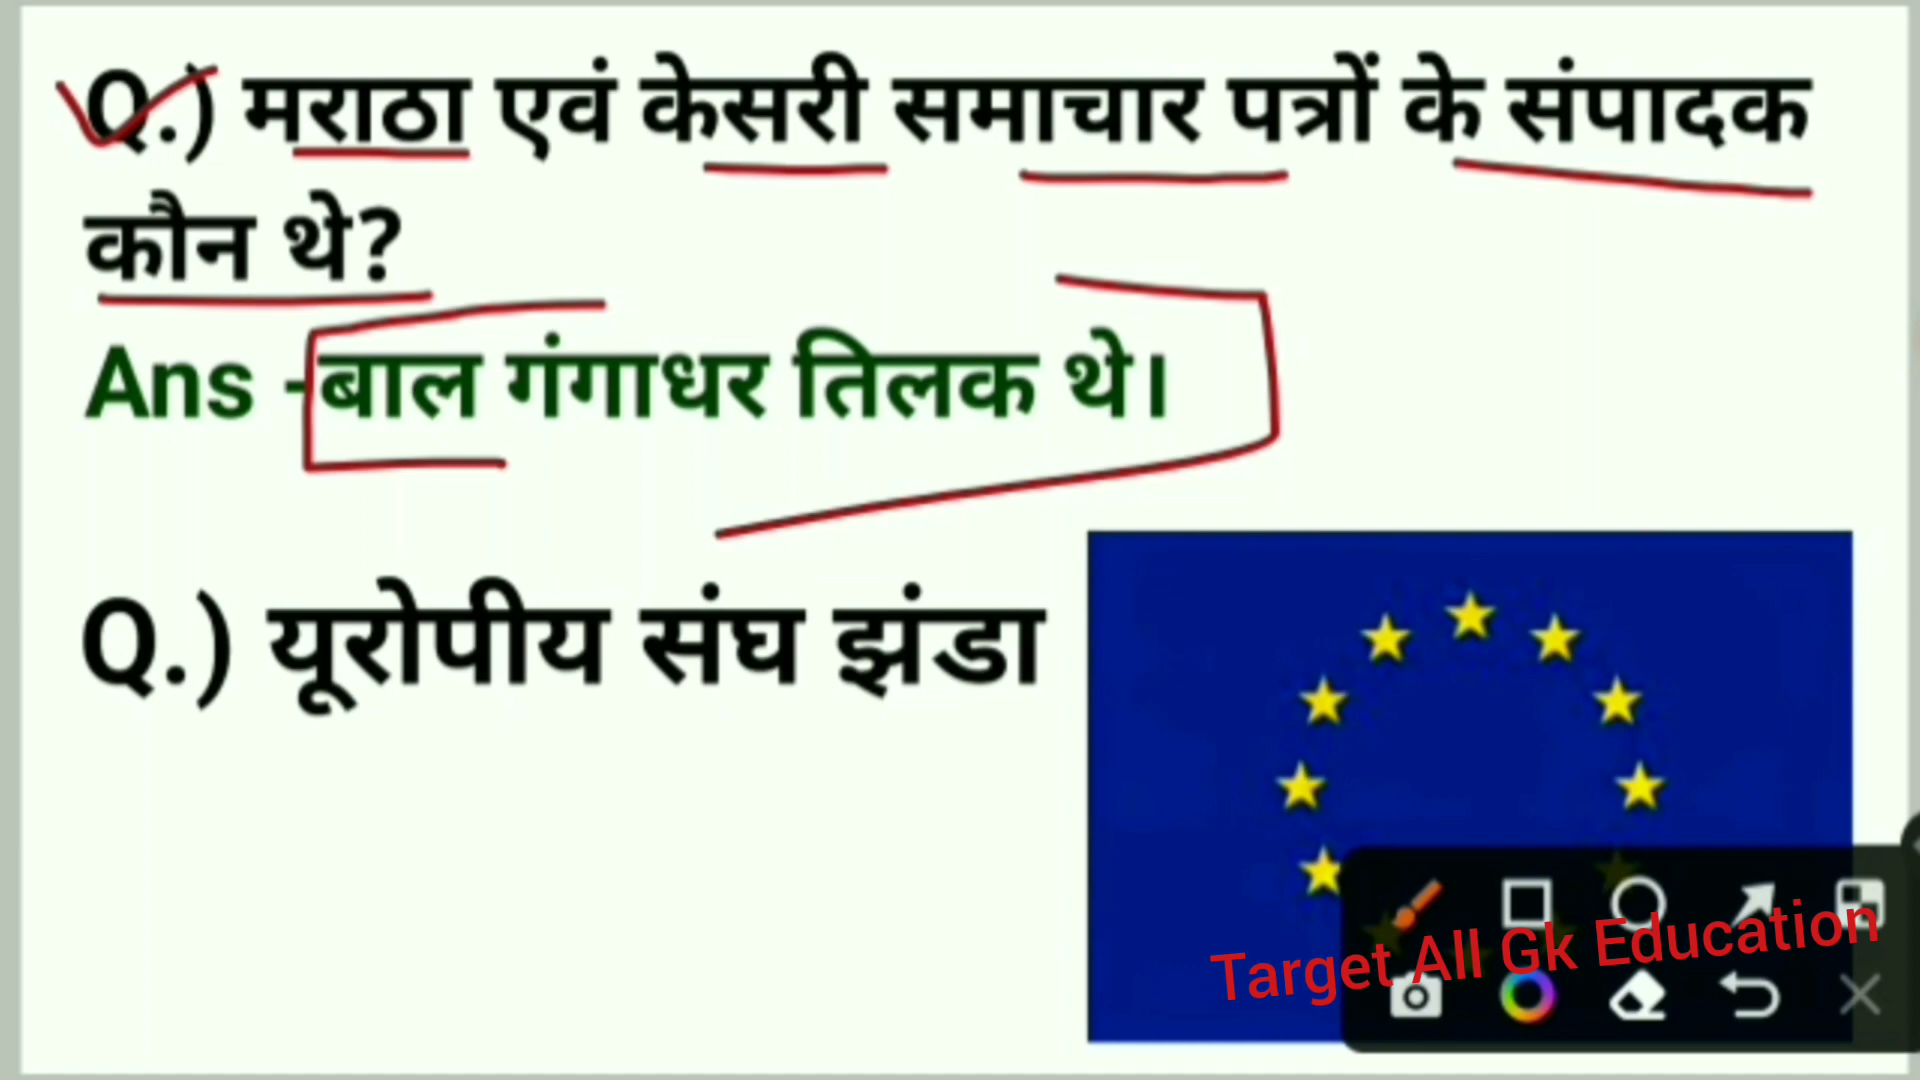 Q.) मराठा एवं केसरी समाचार पत्रों के संपादक
कौन थे?
Ans -बाल गंगाधर तिलक थे।
Q.) यूरोपीय संघ झंडा
Target All Gk Education